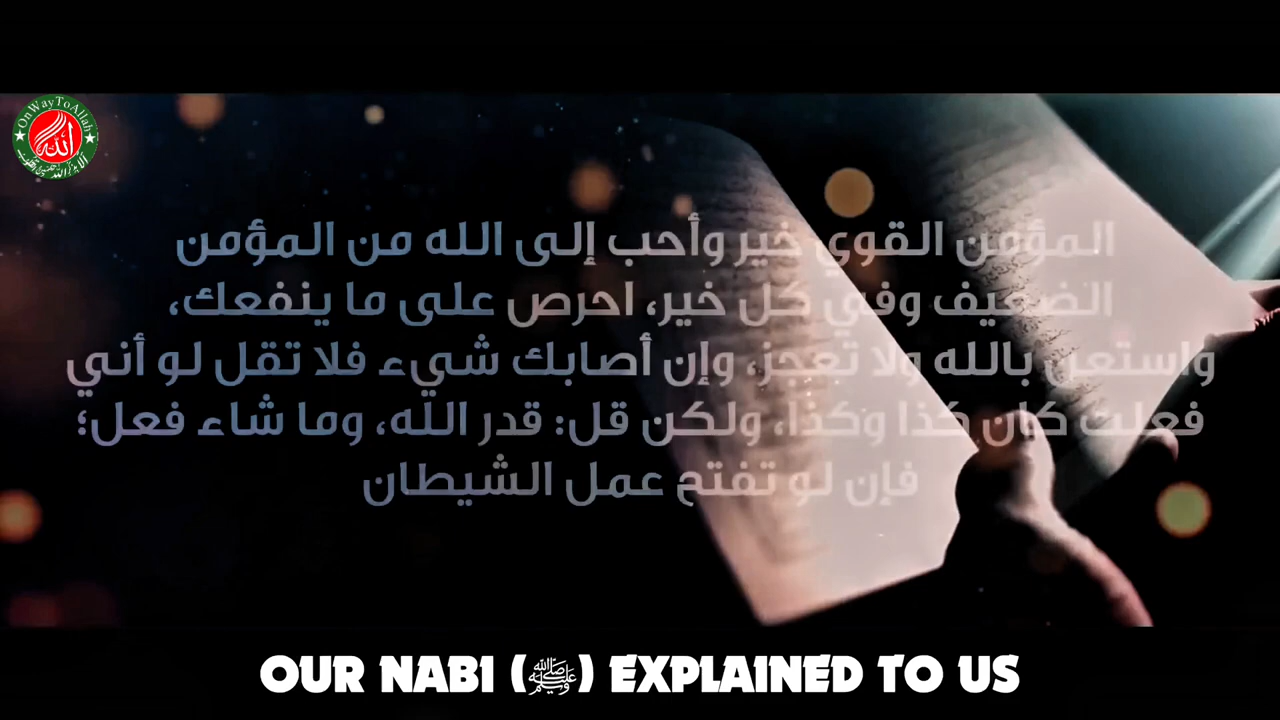 OnWayToAllah
الله
المؤمن القوي خير وأحب إلى الله من المؤمن
الضعيف وفي كل خير، احرص على ما ينفعك،
واستعن بالله ولا تعجز، وإن أصابك شيء فلا تقل لو أني
فعلت كان كذا وكذا، ولكن قل: قدر الله، وما شاء فعل؛
فإن لو تفتح عمل الشيطان
OUR NABI (ﷺ) EXPLAINED TO US